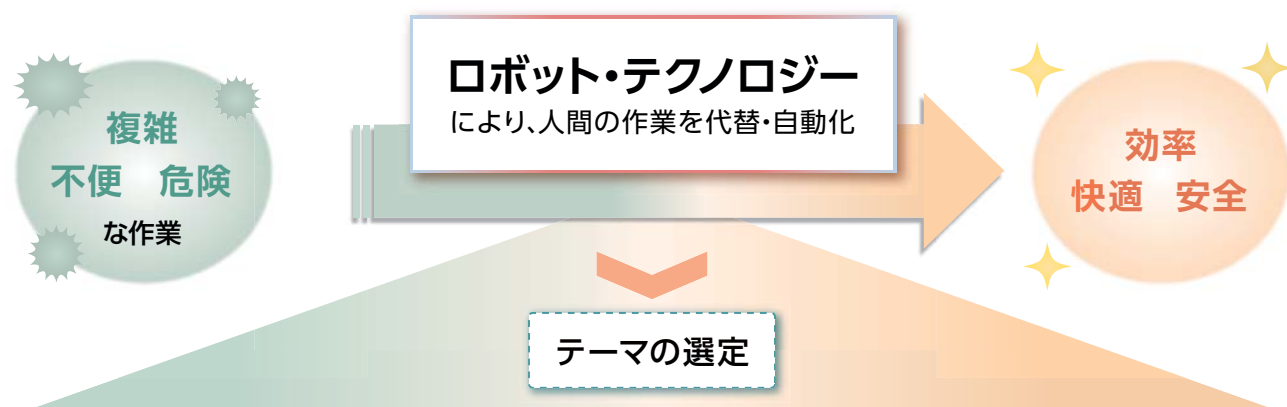 複雑
不便　危険
な作業
ロボット・テクノロジー
により、人間の作業を代替・自動化
効率
快適　安全
テーマの選定